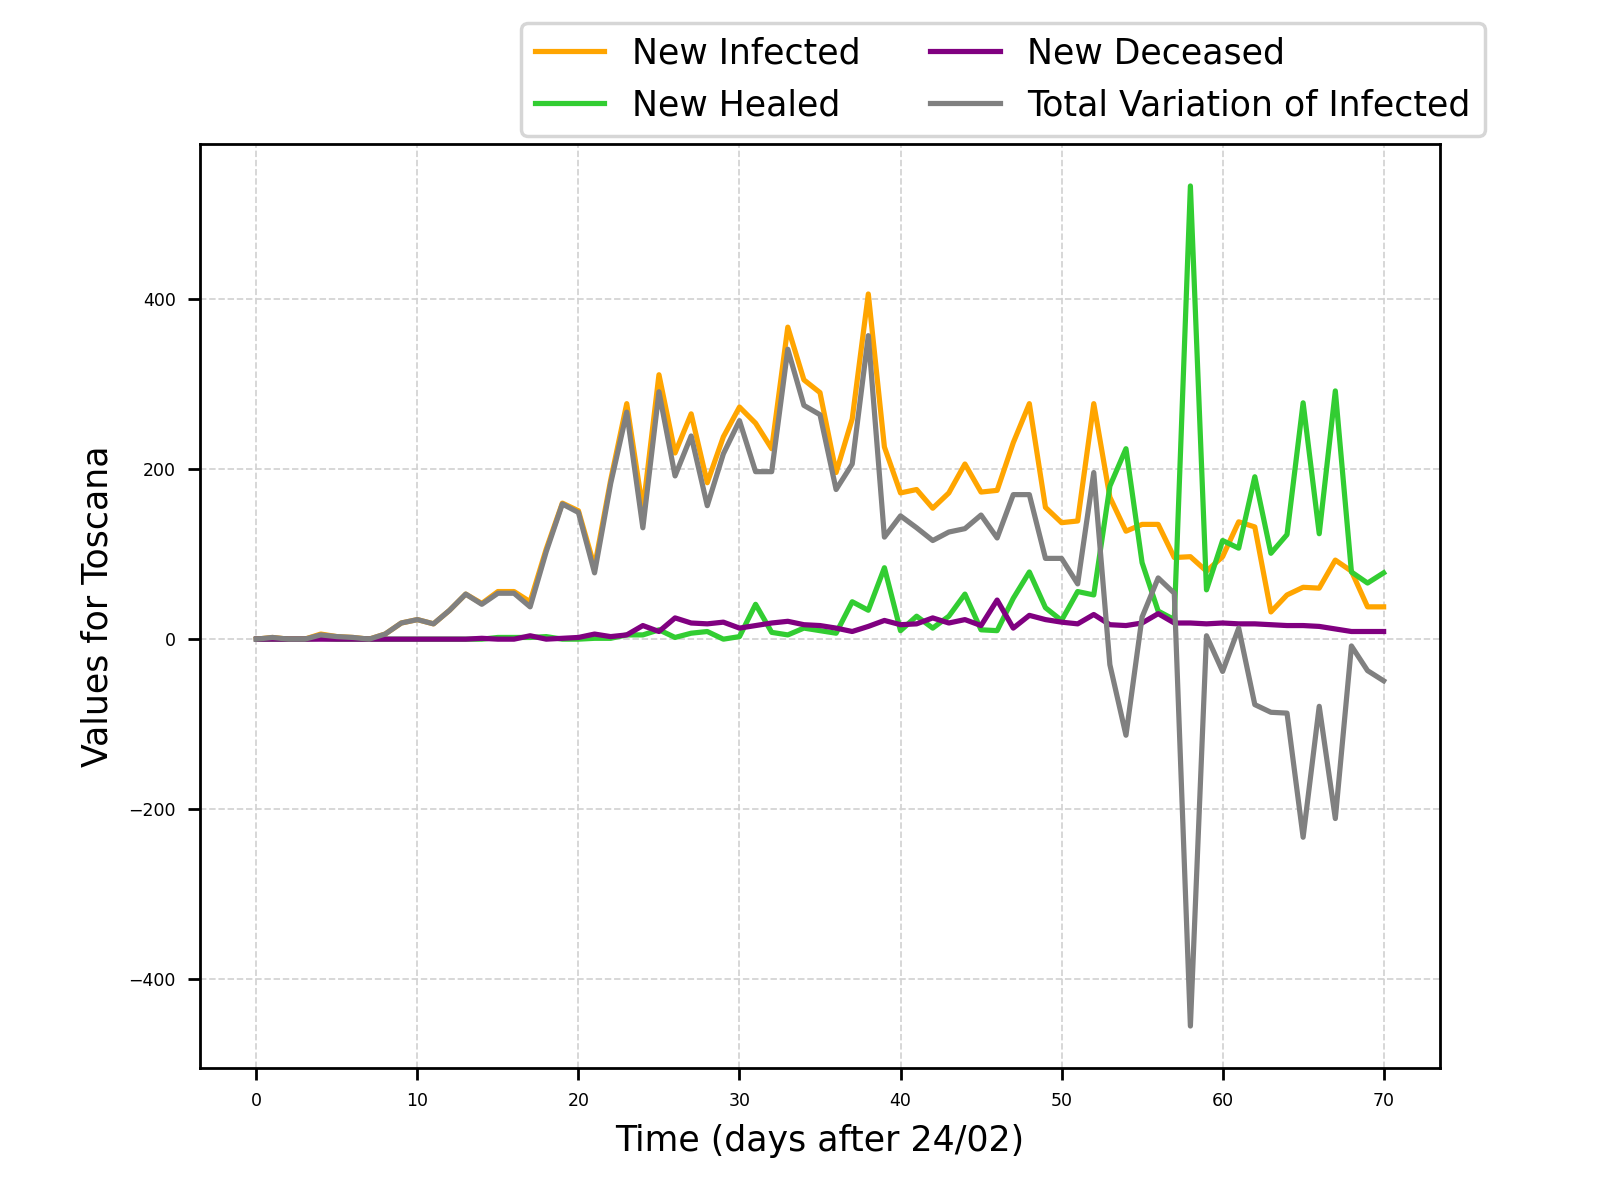 New Infected
New Healed
New Deceased
Total Variation of Infected
Values for Toscana
400
200
0
−200
−400
0 10 20 30 40 50 60 70
Time (days after 24/02)